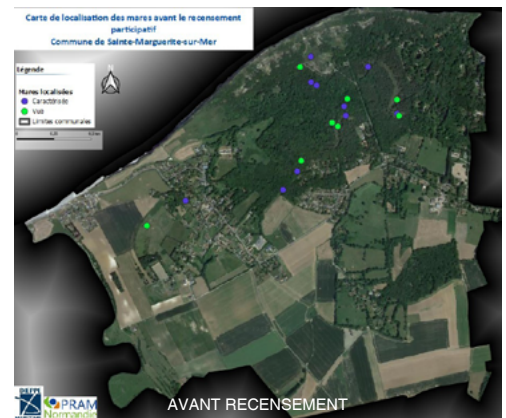 Carte de localisation des mares avant le recensement
participatif
Commune de Sainte-Marguerite-sur-Mer
Légende
Mares localisées
Caractérisée
Vue
Limites communales
N
DIEPPE
PRAM
Normandie
AVANT RECENSEMENT